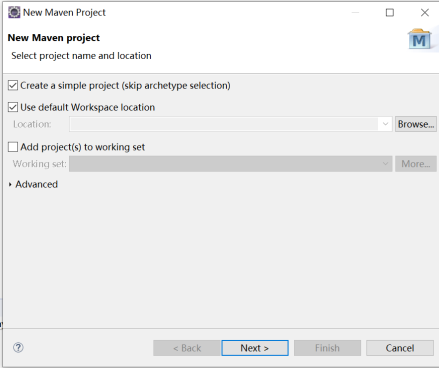 New Maven Project
New Maven project
Select project name and location
Create a simple project (skip archetype selection)
Use default Workspace location
Location:
Browse...
Add project(s) to working set
Working set:
More...
Advanced
< Back
Next >
Finish
Cancel